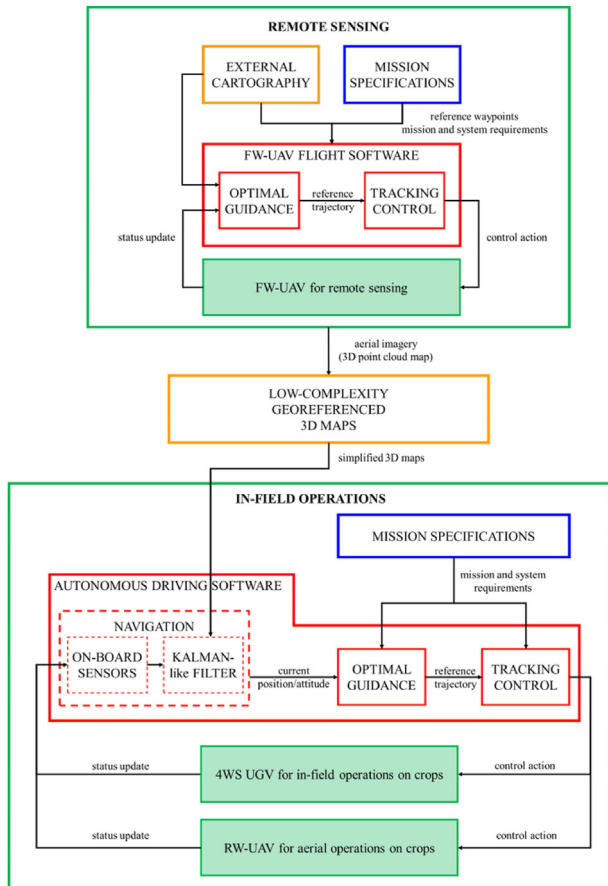 REMOTE SENSING
EXTERNAL
CARTOGRAPHY
MISSION
SPECIFICATIONS
reference waypoints
mission and system requirements
FW-UAV FLIGHT SOFTWARE
OPTIMAL
GUIDANCE
reference
trajectory
TRACKING
CONTROL
status update
control action
FW-UAV for remote sensing
aerial imagery
(3D point cloud map)
LOW-COMPLEXITY
GEOREFERENCED
3D MAPS
simplified 3D maps
IN-FIELD OPERATIONS
MISSION SPECIFICATIONS
mission and system
requirements
AUTONOMOUS DRIVING SOFTWARE
NAVIGATION
ON-BOARD
SENSORS
KALMAN-
like FILTER
current
position/attitude
OPTIMAL
GUIDANCE
reference
trajectory
TRACKING
CONTROL
status update
4WS UGV for in-field operations on crops
control action
status update
RW-UAV for aerial operations on crops
control action